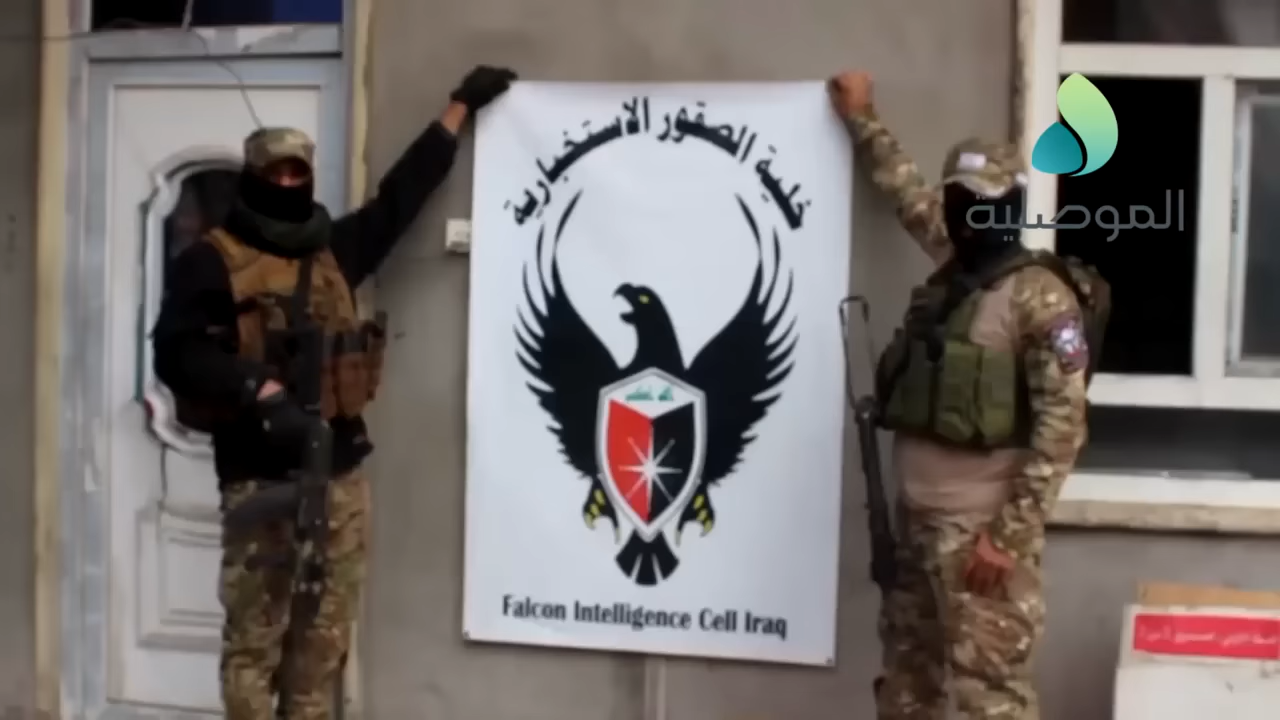 خلية الصقور الاستخبارية
الموصلية
Falcon Intelligence Cell Iraq